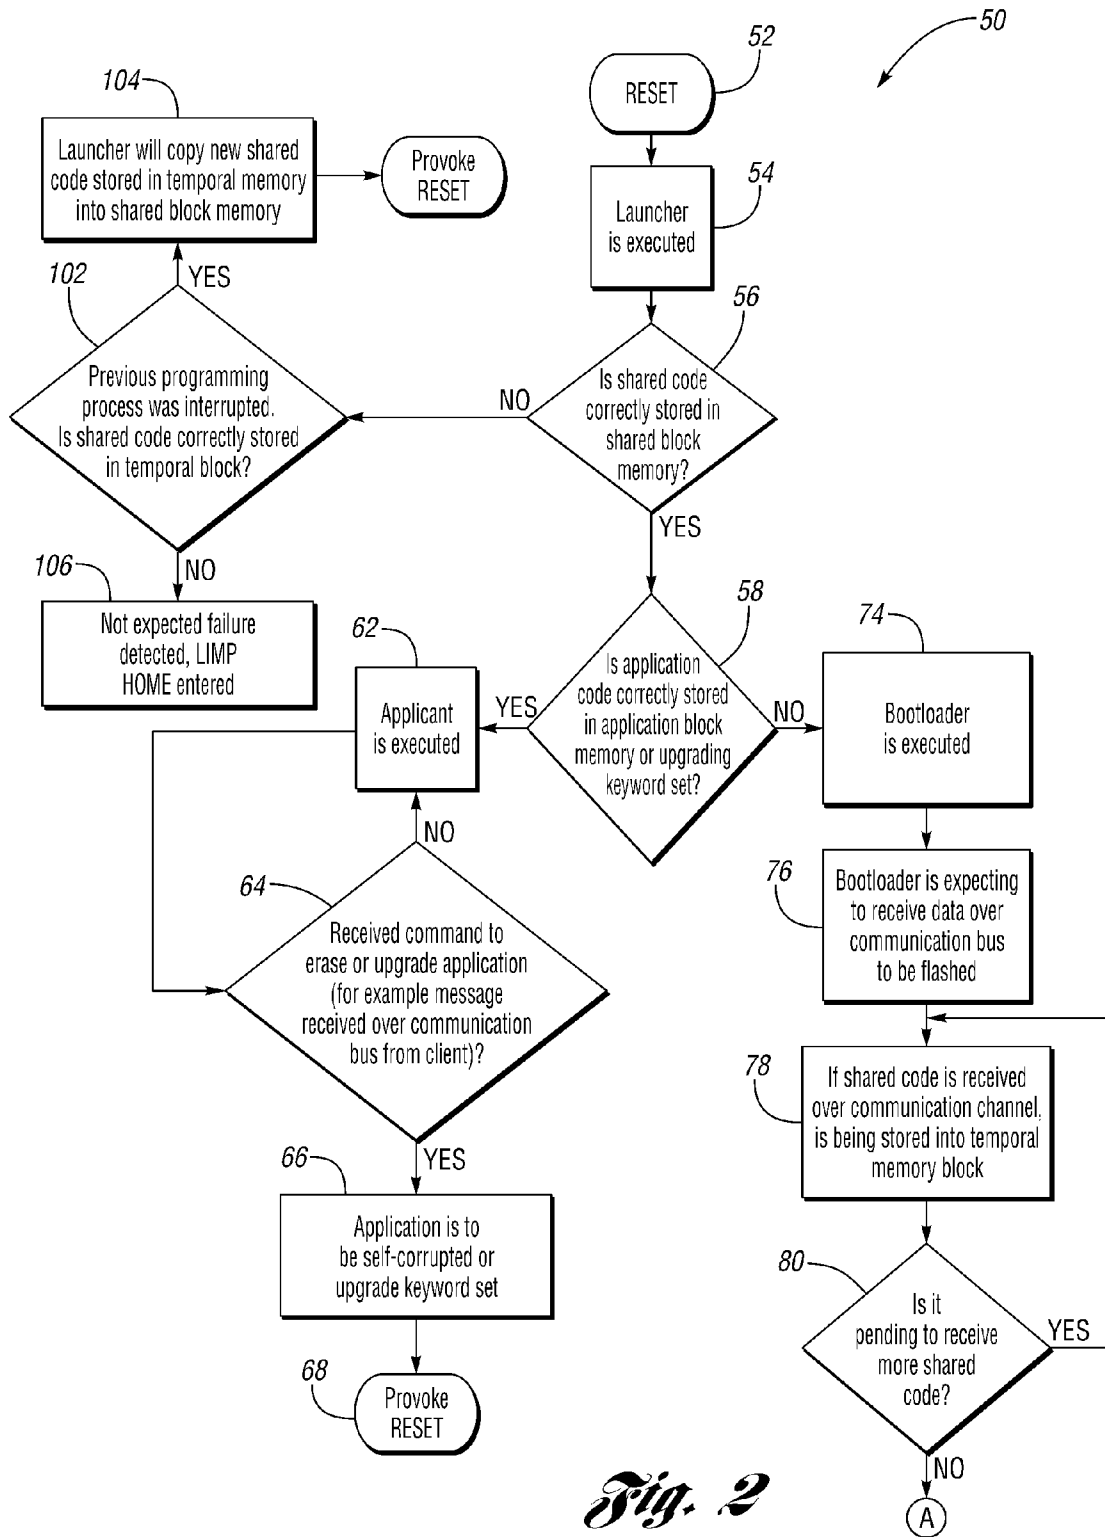 50
52
RESET
104
Launcher will copy new shared
code stored in temporal memory
into shared block memory
Provoke
RESET
54
Launcher
is executed
102
YES
56
Previous programming
process was interrupted.
Is shared code correctly stored
in temporal block?
NO
Is shared code
correctly stored in
shared block
memory?
YES
NO
106
Not expected failure
detected, LIMP
HOME entered
62
Applicant
is executed
YES
58
Is application
code correctly stored
in application block
memory or upgrading
keyword set?
NO
74
Bootloader
is executed
NO
64
Received command to
erase or upgrade application
(for example message
received over communication
bus from client)?
76
Bootloader is expecting
to receive data over
communication bus
to be flashed
78
If shared code is received
over communication channel,
is being stored into temporal
memory block
YES
66
Application is to
be self-corrupted or
upgrade keyword set
80
Is it
pending to receive
more shared
code?
YES
68
Provoke
RESET
NO
A
Fig. 2